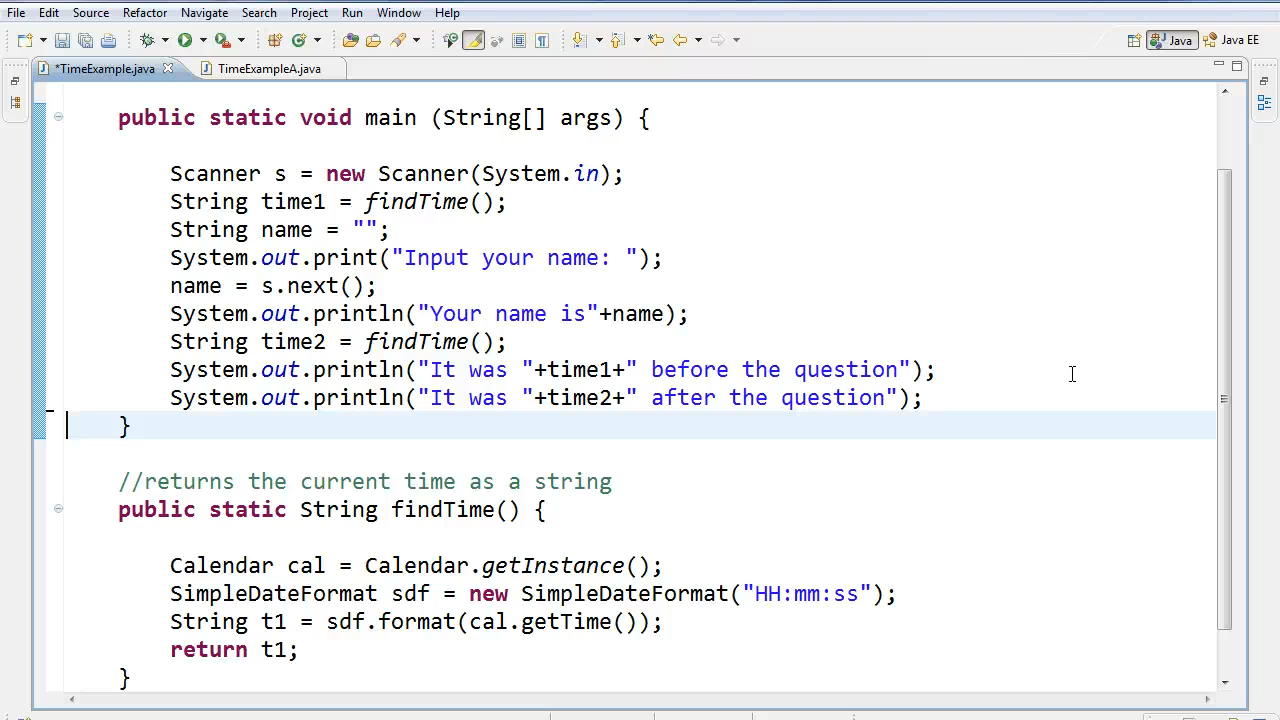 File Edit Source Refactor Navigate Search Project Run Window Help
Java Java EE
*TimeExample.java TimeExampleA.java
public static void main (String[] args) {
Scanner s = new Scanner(System.in);
String time1 = findTime();
String name = "";
System.out.print("Input your name: ");
name = s.next();
System.out.println("Your name is"+name);
String time2 = findTime();
System.out.println("It was "+time1+" before the question");
System.out.println("It was "+time2+" after the question");
}
//returns the current time as a string
public static String findTime() {
Calendar cal = Calendar.getInstance();
SimpleDateFormat sdf = new SimpleDateFormat("HH:mm:ss");
String t1 = sdf.format(cal.getTime());
return t1;
}